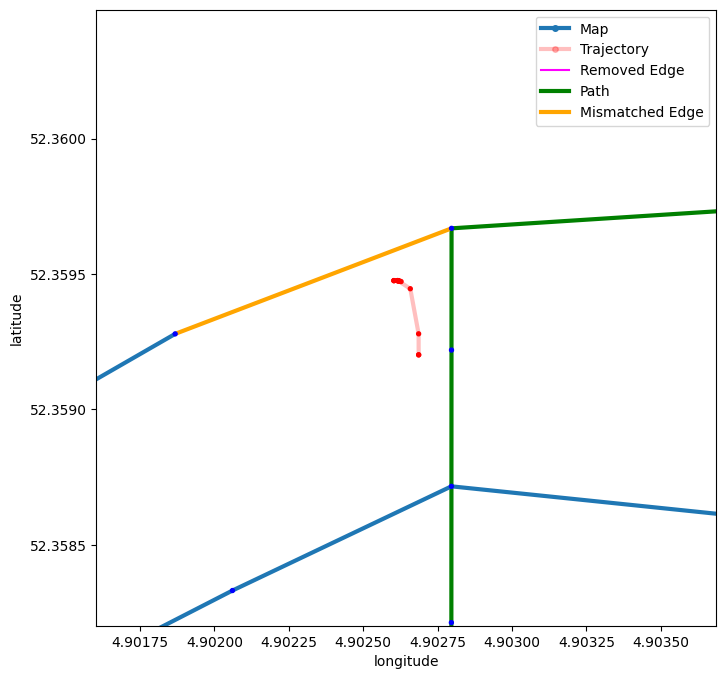 Map
Trajectory
Removed Edge
Path
Mismatched Edge
52.3600
52.3595
52.3590
52.3585
latitude
4.90175 4.90200 4.90225 4.90250 4.90275 4.90300 4.90325 4.90350
longitude